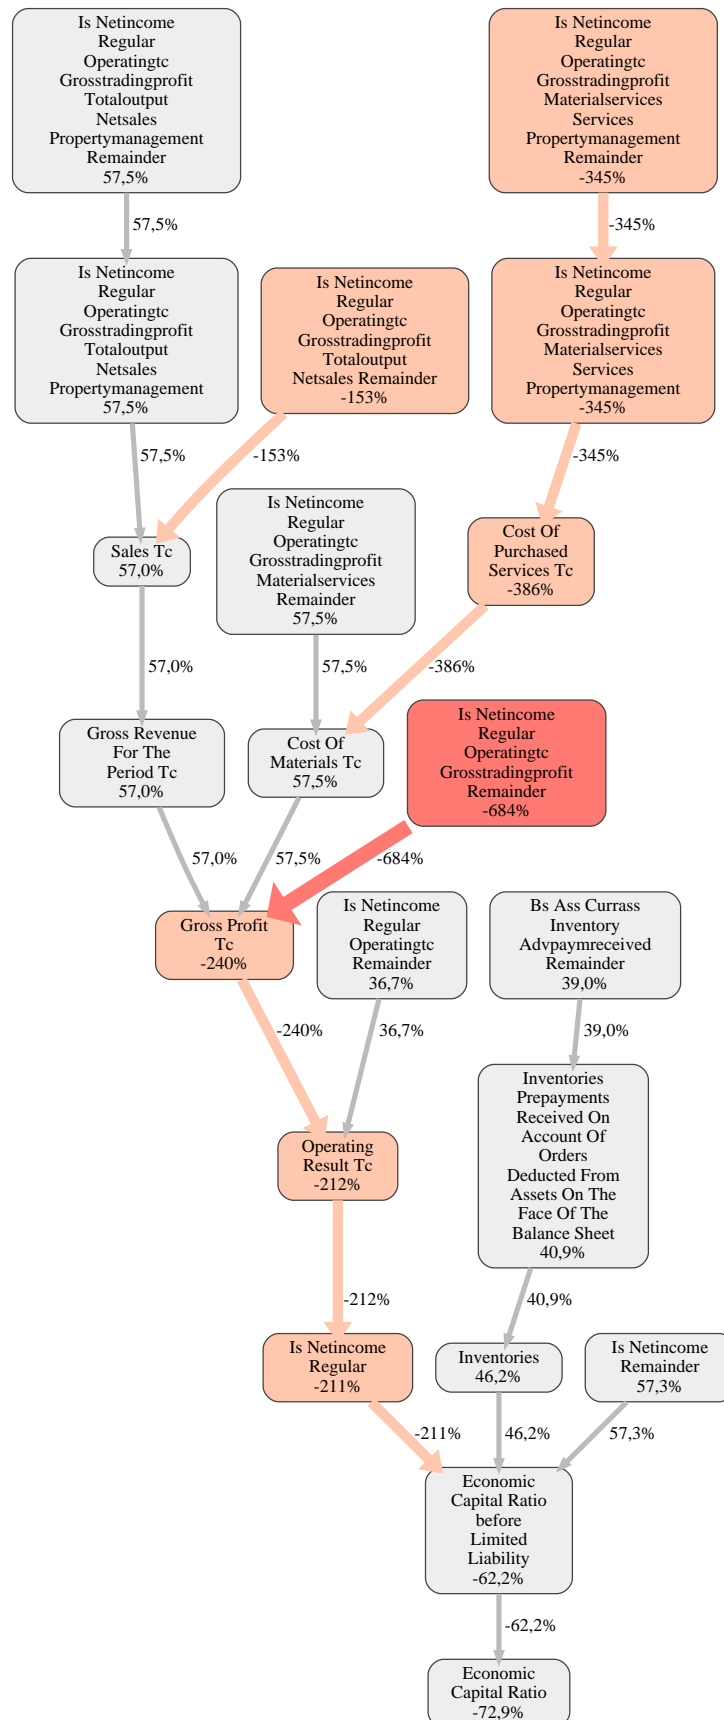 Is Netincome
Regular
Operatingtc
Grosstradingprofit
Totaloutput
Netsales
Propertymanagement
Remainder
57,5%
Is Netincome
Regular
Operatingtc
Grosstradingprofit
Materialservices
Services
Propertymanagement
Remainder
-345%
57,5%
-345%
Is Netincome
Regular
Operatingtc
Grosstradingprofit
Totaloutput
Netsales
Propertymanagement
57,5%
Is Netincome
Regular
Operatingtc
Grosstradingprofit
Totaloutput
Netsales Remainder
-153%
Is Netincome
Regular
Operatingtc
Grosstradingprofit
Materialservices
Services
Propertymanagement
-345%
57,5%
-153%
-345%
Sales Tc
57,0%
Is Netincome
Regular
Operatingtc
Grosstradingprofit
Materialservices
Remainder
57,5%
Cost Of
Purchased
Services Tc
-386%
57,0%
57,5%
-386%
Gross Revenue
For The
Period Tc
57,0%
Cost Of
Materials Tc
57,5%
Is Netincome
Regular
Operatingtc
Grosstradingprofit
Remainder
-684%
57,0%
57,5%
-684%
Gross Profit
Tc
-240%
Is Netincome
Regular
Operatingtc
Remainder
36,7%
Bs Ass Currass
Inventory
Advpaymreceived
Remainder
39,0%
-240%
36,7%
39,0%
Operating
Result Tc
-212%
Inventories
Prepayments
Received On
Account Of
Orders
Deducted From
Assets On The
Face Of The
Balance Sheet
40,9%
-212%
40,9%
Is Netincome
Regular
-211%
Inventories
46,2%
Is Netincome
Remainder
57,3%
-211%
46,2%
57,3%
Economic
Capital Ratio
before
Limited
Liability
-62,2%
-62,2%
Economic
Capital Ratio
-72,9%